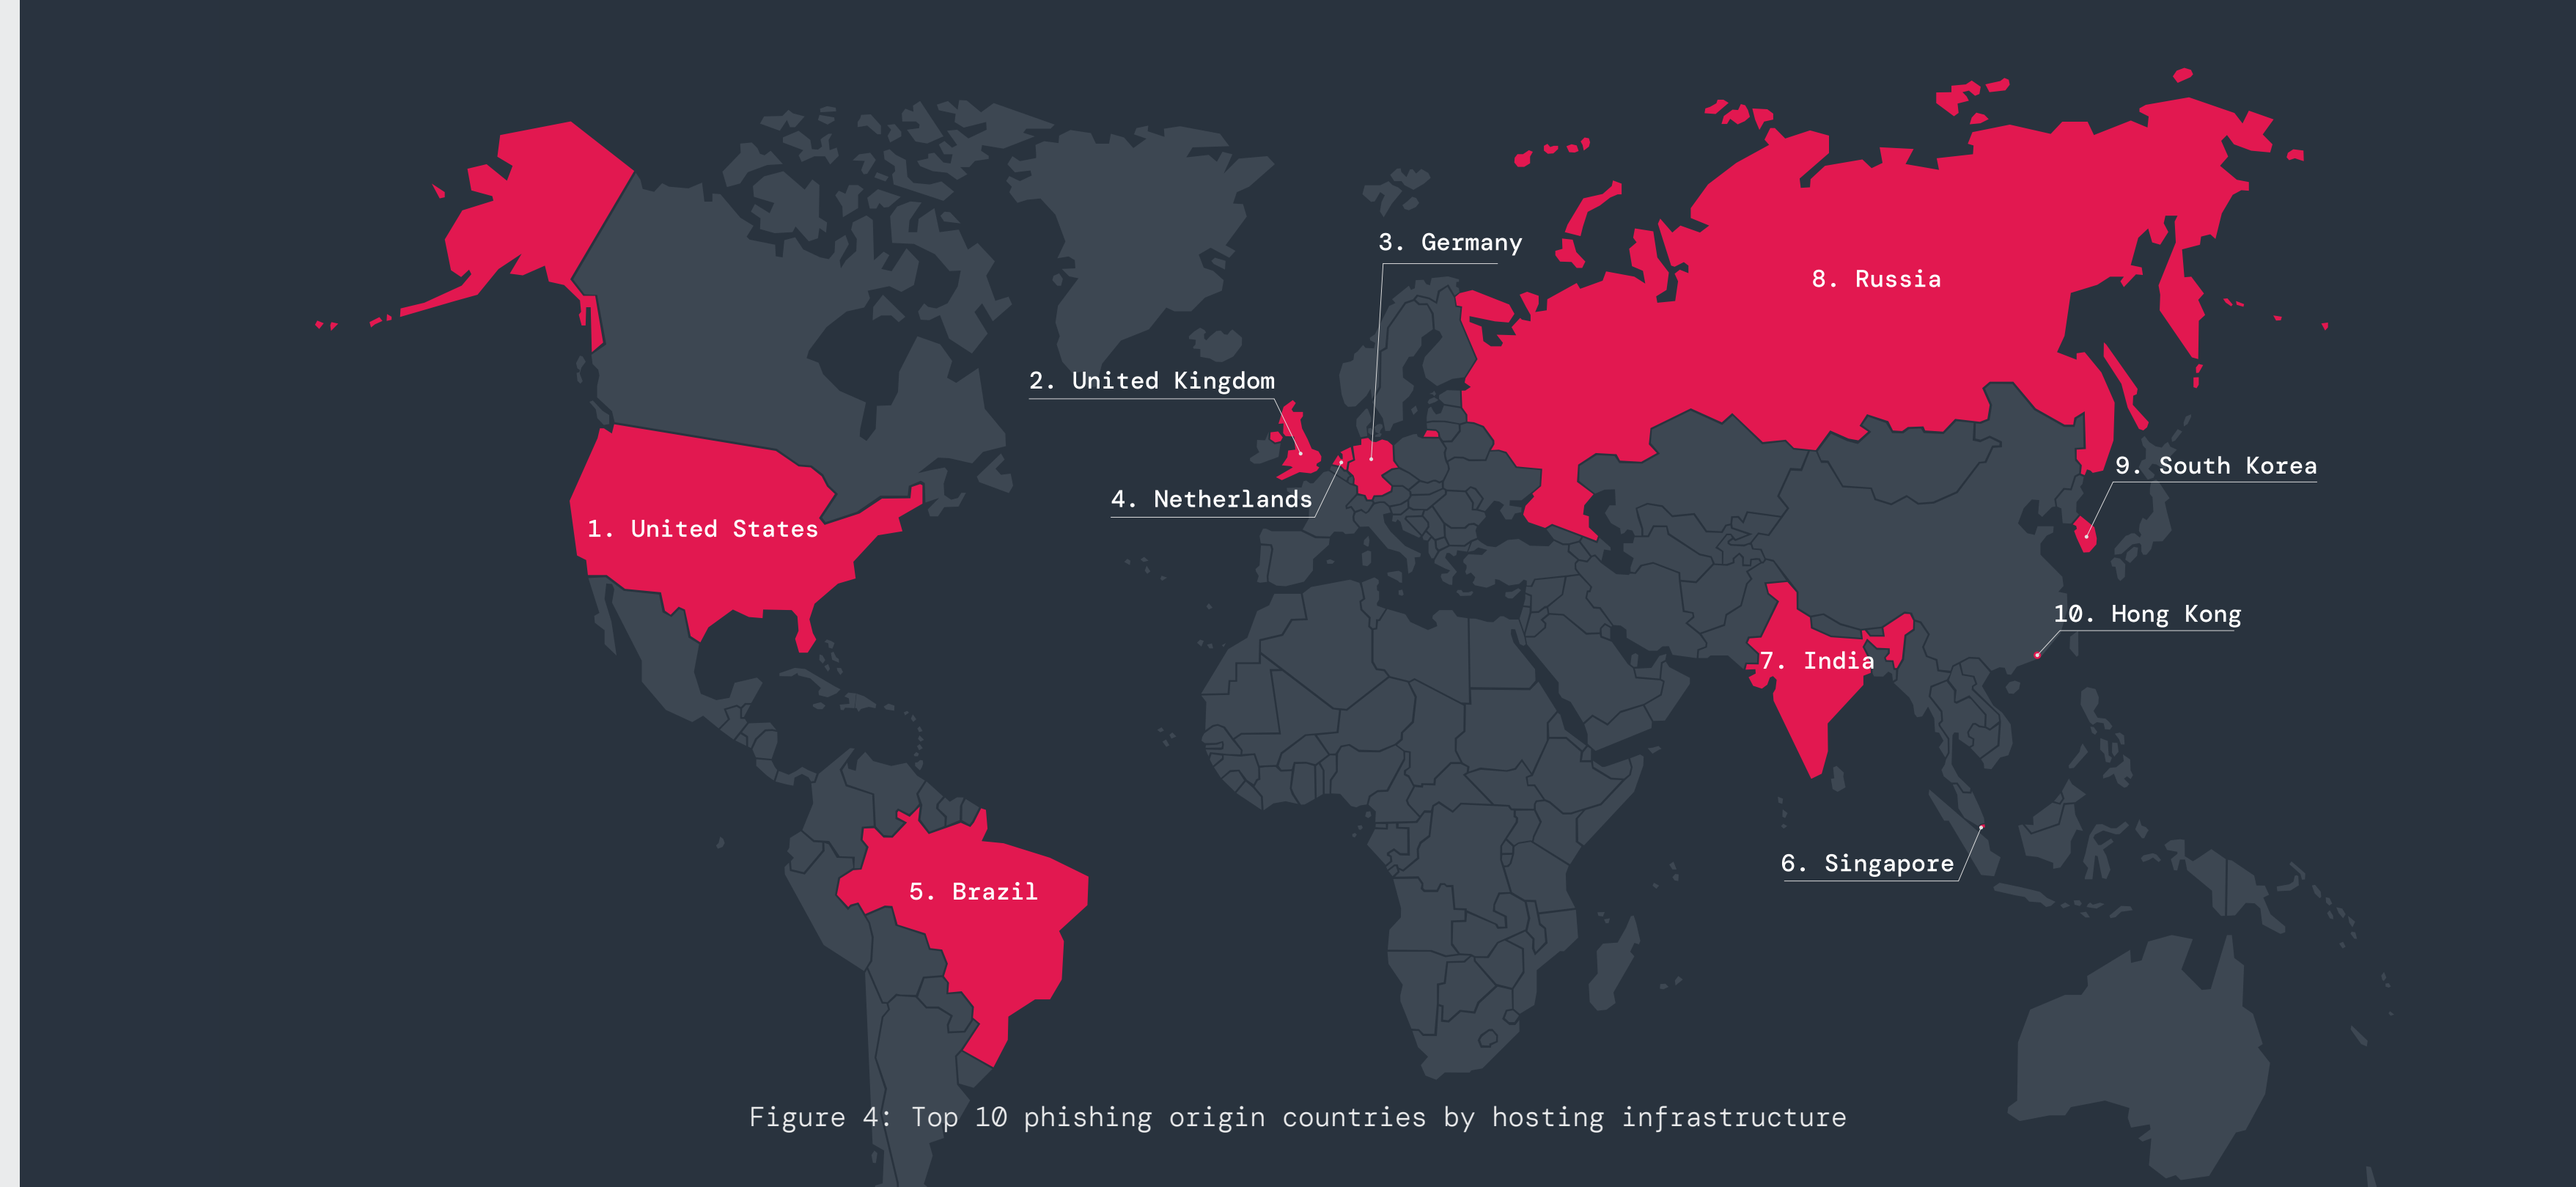 3. Germany
8. Russia
2. United Kingdom
9. South Korea
4. Netherlands
1. United States
10. Hong Kong
7. India
6. Singapore
5. Brazil
Figure 4: Top 10 phishing origin countries by hosting infrastructure